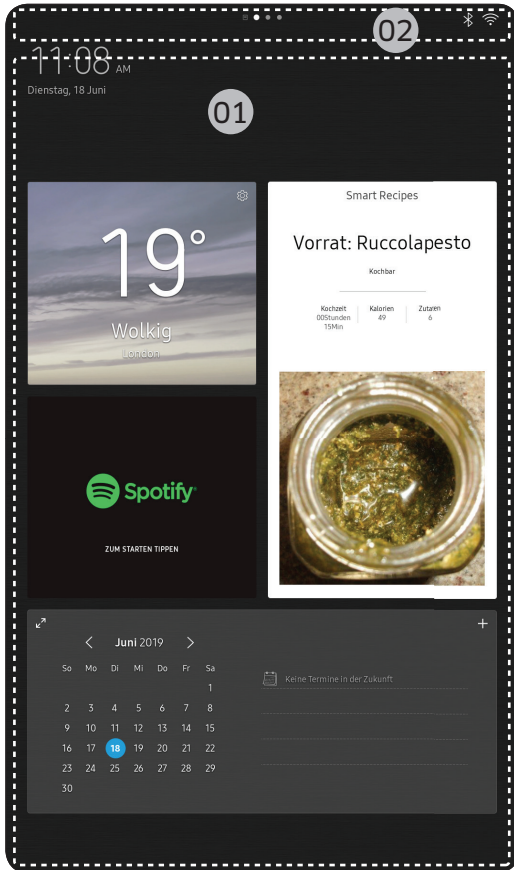 02
11:08 AM
Dienstag, 18 Juni
01
19°
Wolkig
London
Smart Recipes
Vorrat: Ruccolapesto
Kochbar
Kochzeit Kalorien Zutaten
00Stunden 49 6
15Min
Spotify
ZUM STARTEN TIPPEN
Juni 2019
So Mo Di Mi Do Fr Sa
1
2 3 4 5 6 7 8
9 10 11 12 13 14 15
16 17 18 19 20 21 22
23 24 25 26 27 28 29
30
Keine Termine in der Zukunft